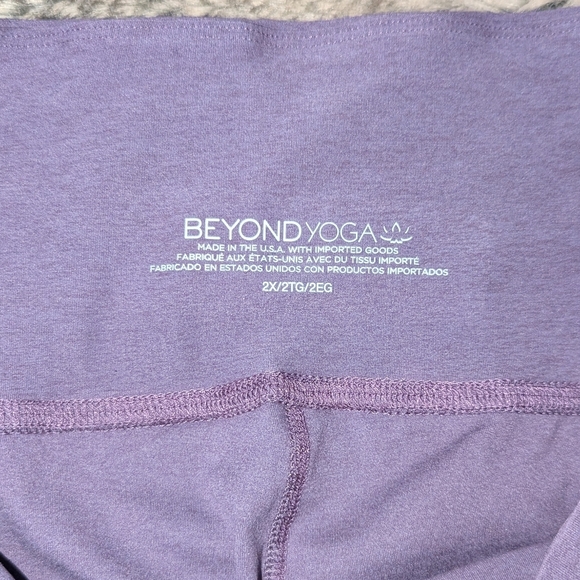 BEYOND YOGA
MADE IN THE U.S.A. WITH IMPORTED GOODS
FABRIQUÉ AUX ÉTATS-UNIS AVEC DU TISSU IMPORTÉ
FABRICADO EN ESTADOS UNIDOS CON PRODUCTOS IMPORTADOS
2X/2TG/2EG